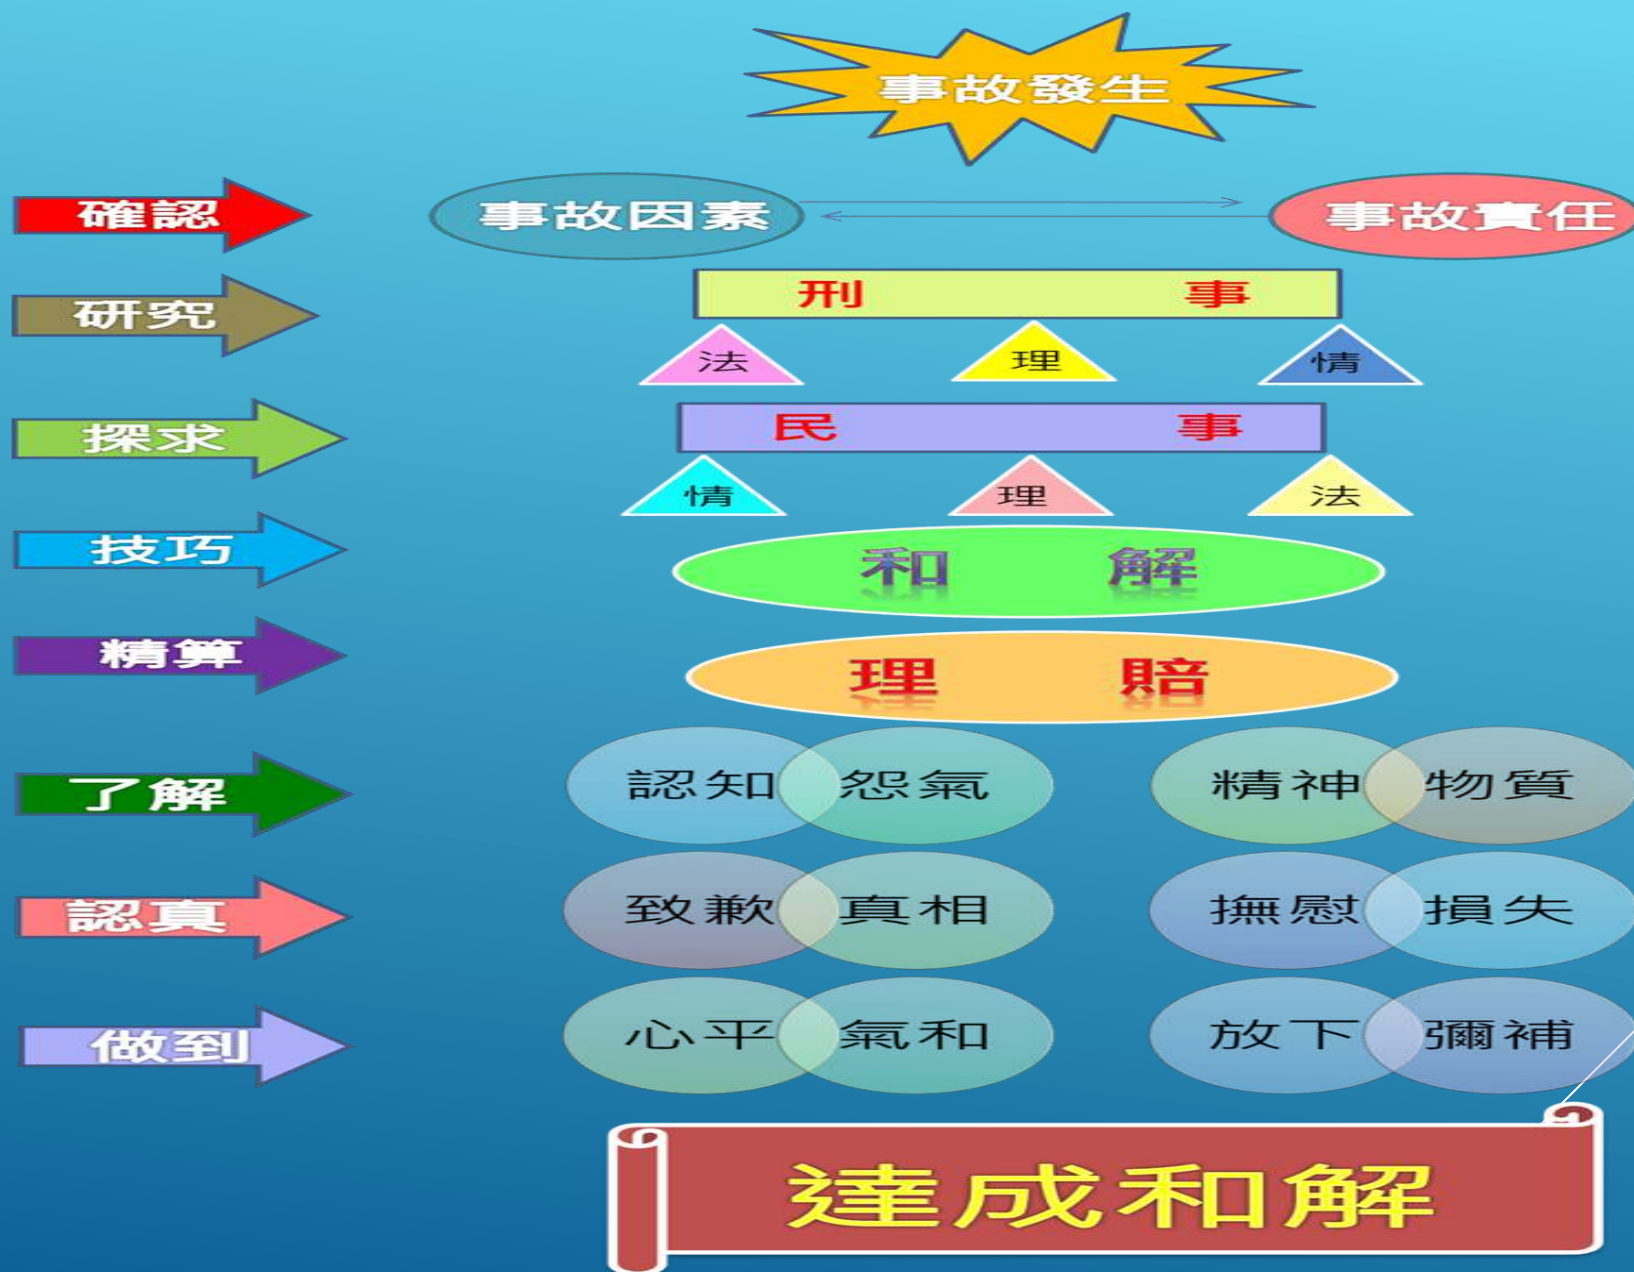 事故發生
確認 事故因素 事故責任
研究 刑 事
法 理 情
探求 民 事
情 理 法
技巧 和 解
精算 理 賠
了解 認知 怨氣 精神 物質
認真 致歉 真相 撫慰 損失
做到 心平 氣和 放下 彌補
達成和解